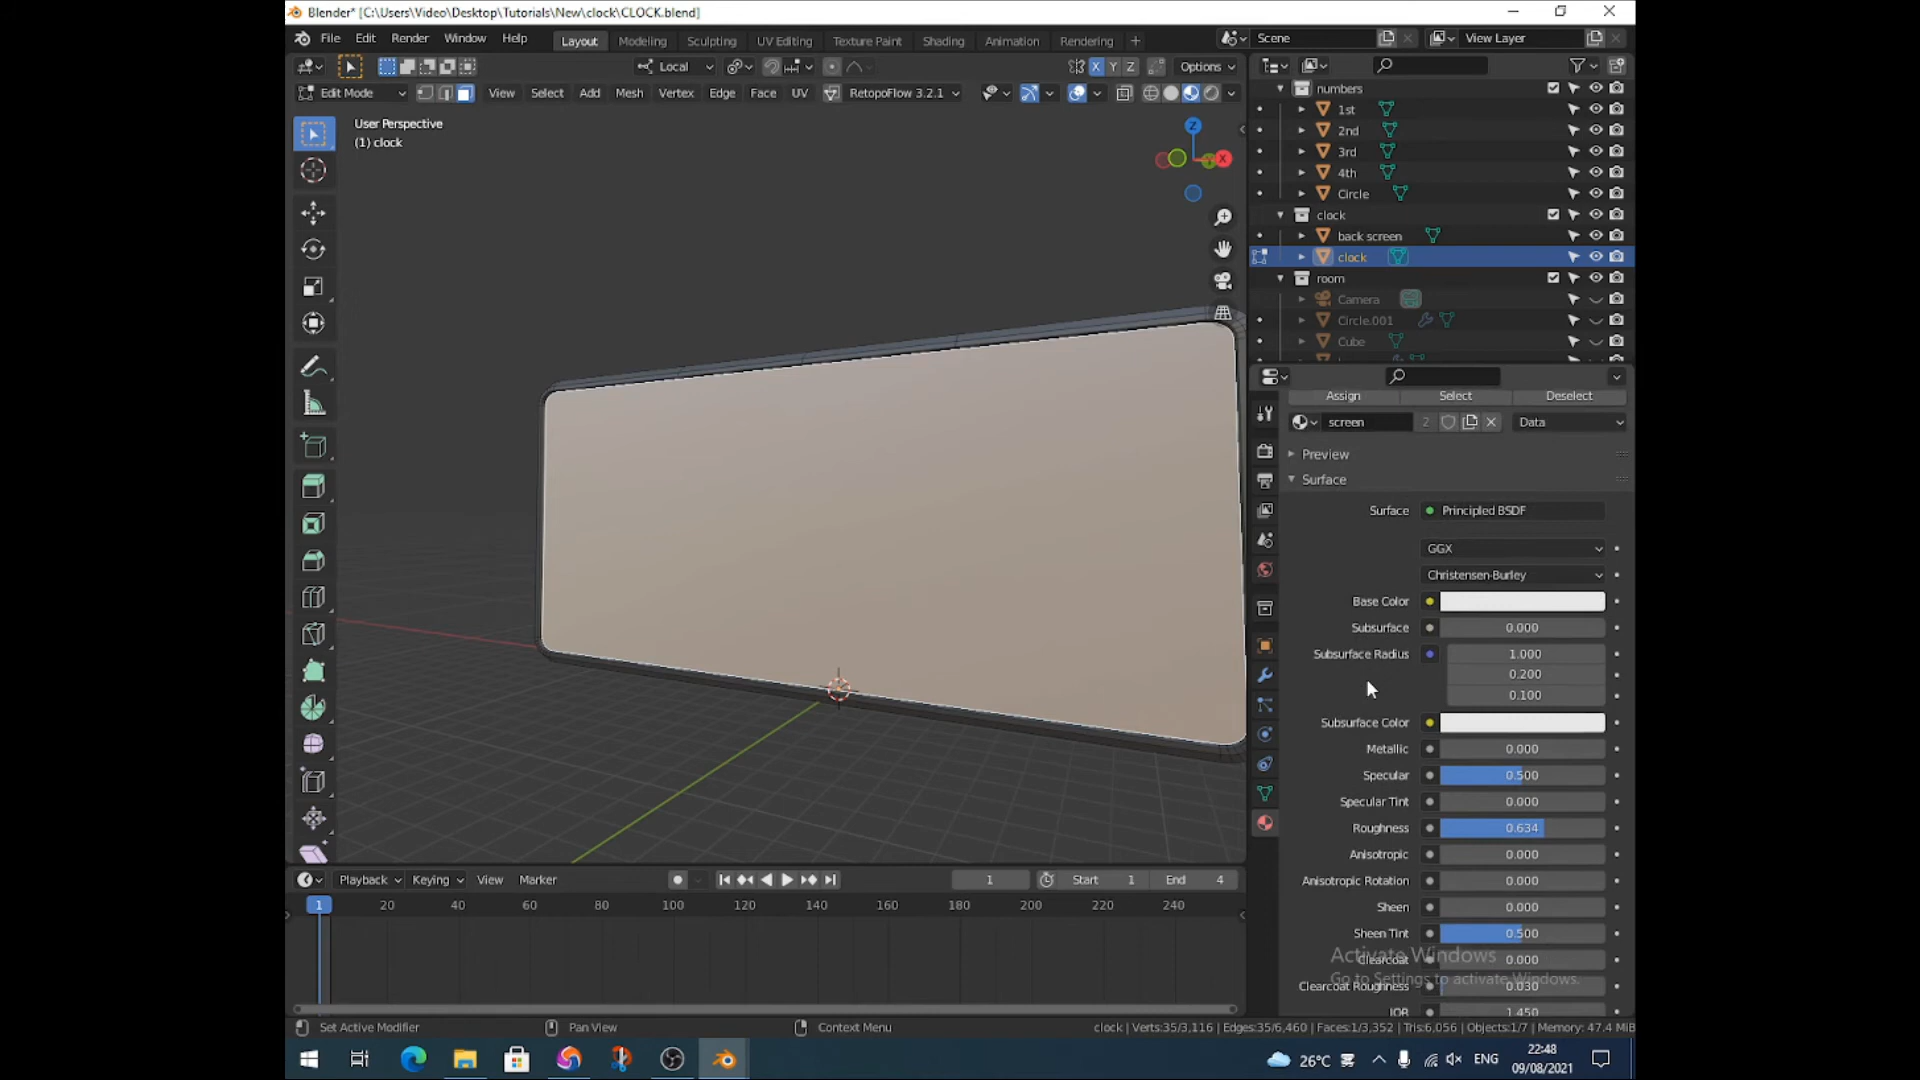 Blender* [C:\Users\Video\Desktop\Tutorials\New\clock\CLOCK.blend]
File Edit Render Window Help Layout Modeling Sculpting UV Editing Texture Paint Shading Animation Rendering + Scene View Layer
Local X Y Z Options
Edit Mode View Select Add Mesh Vertex Edge Face UV RetopoFlow 3.2.1
User Perspective
(1) clock
Z
X
Y
numbers
1st
2nd
3rd
4th
Circle
clock
back screen
clock
room
Camera
Circle.001
Cube
Assign Select Deselect
screen 2 Data
Preview
Surface
Surface Principled BSDF
GGX
Christensen-Burley
Base Color
Subsurface 0.000
Subsurface Radius 1.000
0.200
0.100
Subsurface Color
Metallic 0.000
Specular 0.500
Specular Tint 0.000
Roughness 0.634
Anisotropic 0.000
Anisotropic Rotation 0.000
Sheen 0.000
Sheen Tint 0.500
Clearcoat 0.000
Clearcoat Roughness 0.030
IOR 1.450
Activate Windows
Go to Settings to activate Windows.
Playback Keying View Marker 1 Start 1 End 4
1 20 40 60 80 100 120 140 160 180 200 220 240
Set Active Modifier Pan View Context Menu clock | Verts:35/3,116 | Edges:35/6,460 | Faces:1/3,352 | Tris:6,056 | Objects:1/7 | Memory: 47.4 MiB
26°C ENG 22:48
09/08/2021